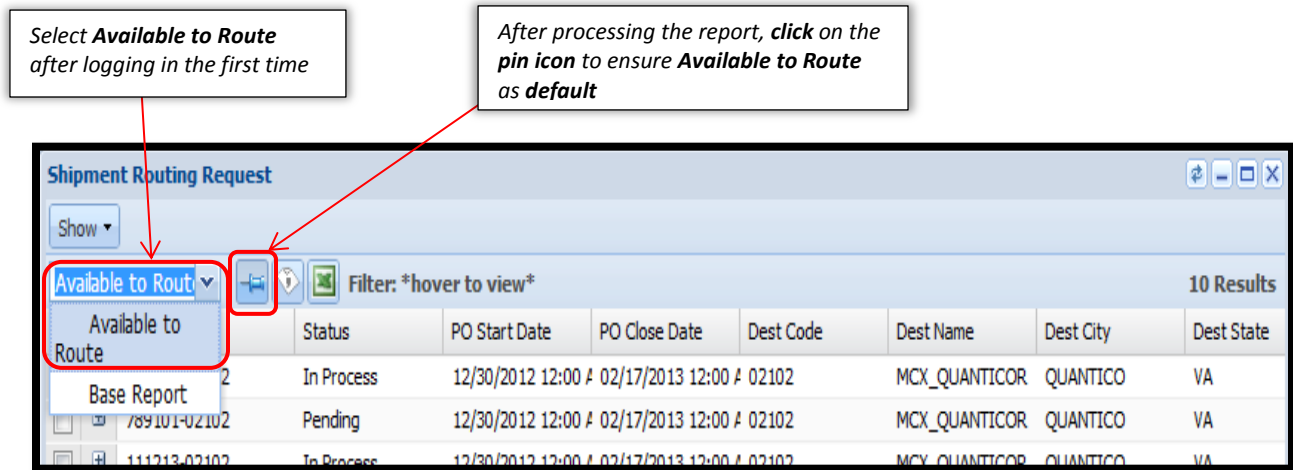 Select Available to Route
after logging in the first time
After processing the report, click on the
pin icon to ensure Available to Route
as default
Shipment Routing Request
Show
Available to Rout
Filter: *hover to view*
10 Results
Available to
Route
Base Report
Status PO Start Date PO Close Date Dest Code Dest Name Dest City Dest State
2 In Process 12/30/2012 12:00 A 02/17/2013 12:00 A 02102 MCX_QUANTICOR QUANTICO VA
789101-02102 Pending 12/30/2012 12:00 A 02/17/2013 12:00 A 02102 MCX_QUANTICOR QUANTICO VA
111213-02102 In Process 12/30/2012 12:00 A 02/17/2013 12:00 A 02102 MCX_QUANTICOR QUANTICO VA